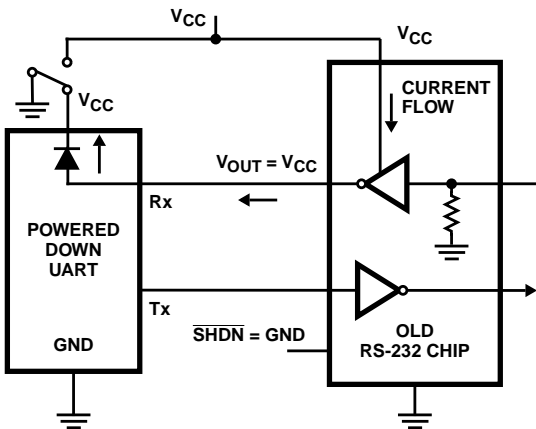 VCC
VCC
CURRENT
FLOW
VCC
VOUT = VCC
Rx
POWERED
DOWN
UART
Tx
SHDN = GND
OLD
RS-232 CHIP
GND